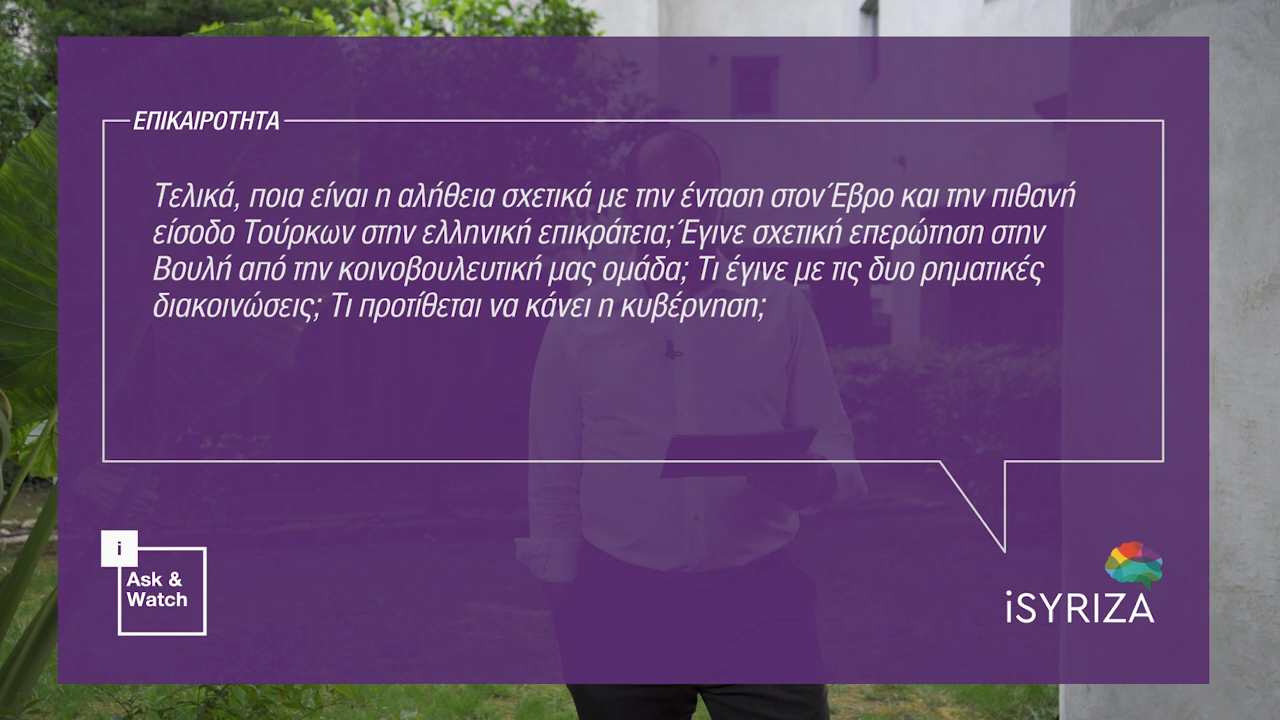 ΕΠΙΚΑΙΡΟΤΗΤΑ
Τελικά, ποια είναι η αλήθεια σχετικά με την ένταση στον Έβρο και την πιθανή
είσοδο Τούρκων στην ελληνική επικράτεια; Έγινε σχετική επερώτηση στην
Βουλή από την κοινοβουλευτική μας ομάδα; Τι έγινε με τις δυο ρηματικές
διακοινώσεις; Τι προτίθεται να κάνει η κυβέρνηση;
i
Ask &
Watch
iSYRIZA